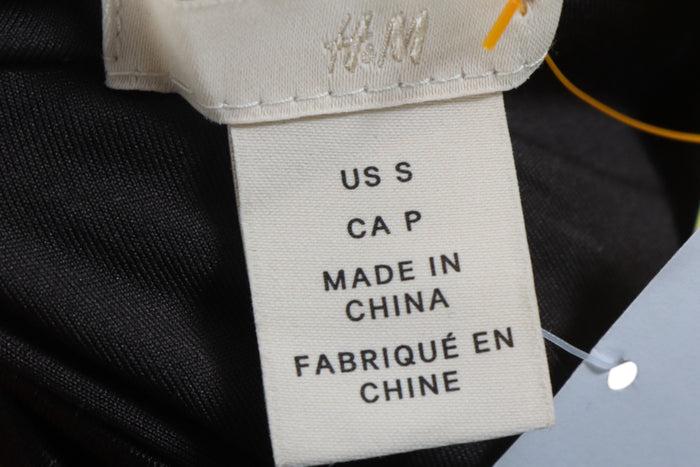 H&M
US S
CA P
MADE IN
CHINA
FABRIQUÉ EN
CHINE